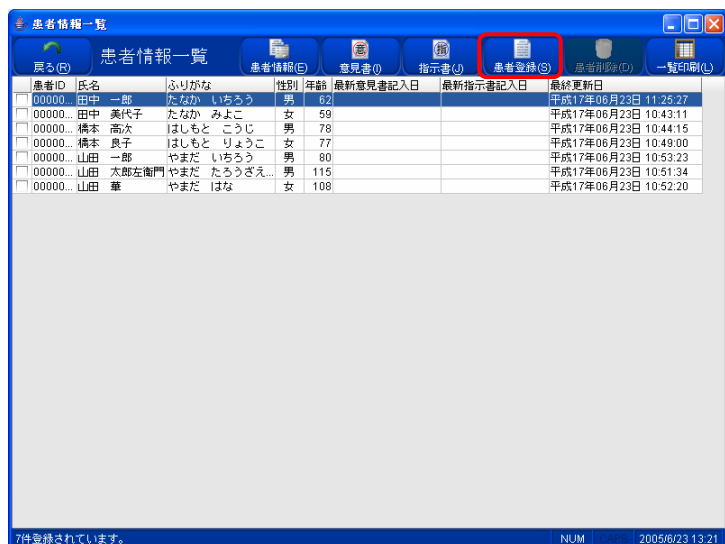 患者情報一覧
戻る(R) 患者情報一覧 患者情報(E) 意見書(I) 指示書(J) 患者登録(S) 患者削除(D) 一覧印刷(L)
患者ID 氏名 ふりがな 性別 年齢 最新意見書記入日 最新指示書記入日 最終更新日
00000... 田中 一郎 たなか いちろう 男 62 平成17年06月23日 11:25:27
00000... 田中 美代子 たなか みよこ 女 59 平成17年06月23日 10:43:11
00000... 橋本 高次 はしもと こうじ 男 78 平成17年06月23日 10:44:15
00000... 橋本 良子 はしもと りょうこ 女 77 平成17年06月23日 10:49:00
00000... 山田 一郎 やまだ いちろう 男 80 平成17年06月23日 10:53:23
00000... 山田 太郎左衛門 やまだ たろうざえ... 男 115 平成17年06月23日 10:51:34
00000... 山田 華 やまだ はな 女 108 平成17年06月23日 10:52:20
7件登録されています。 NUM CAPS 2005/6/23 13:21